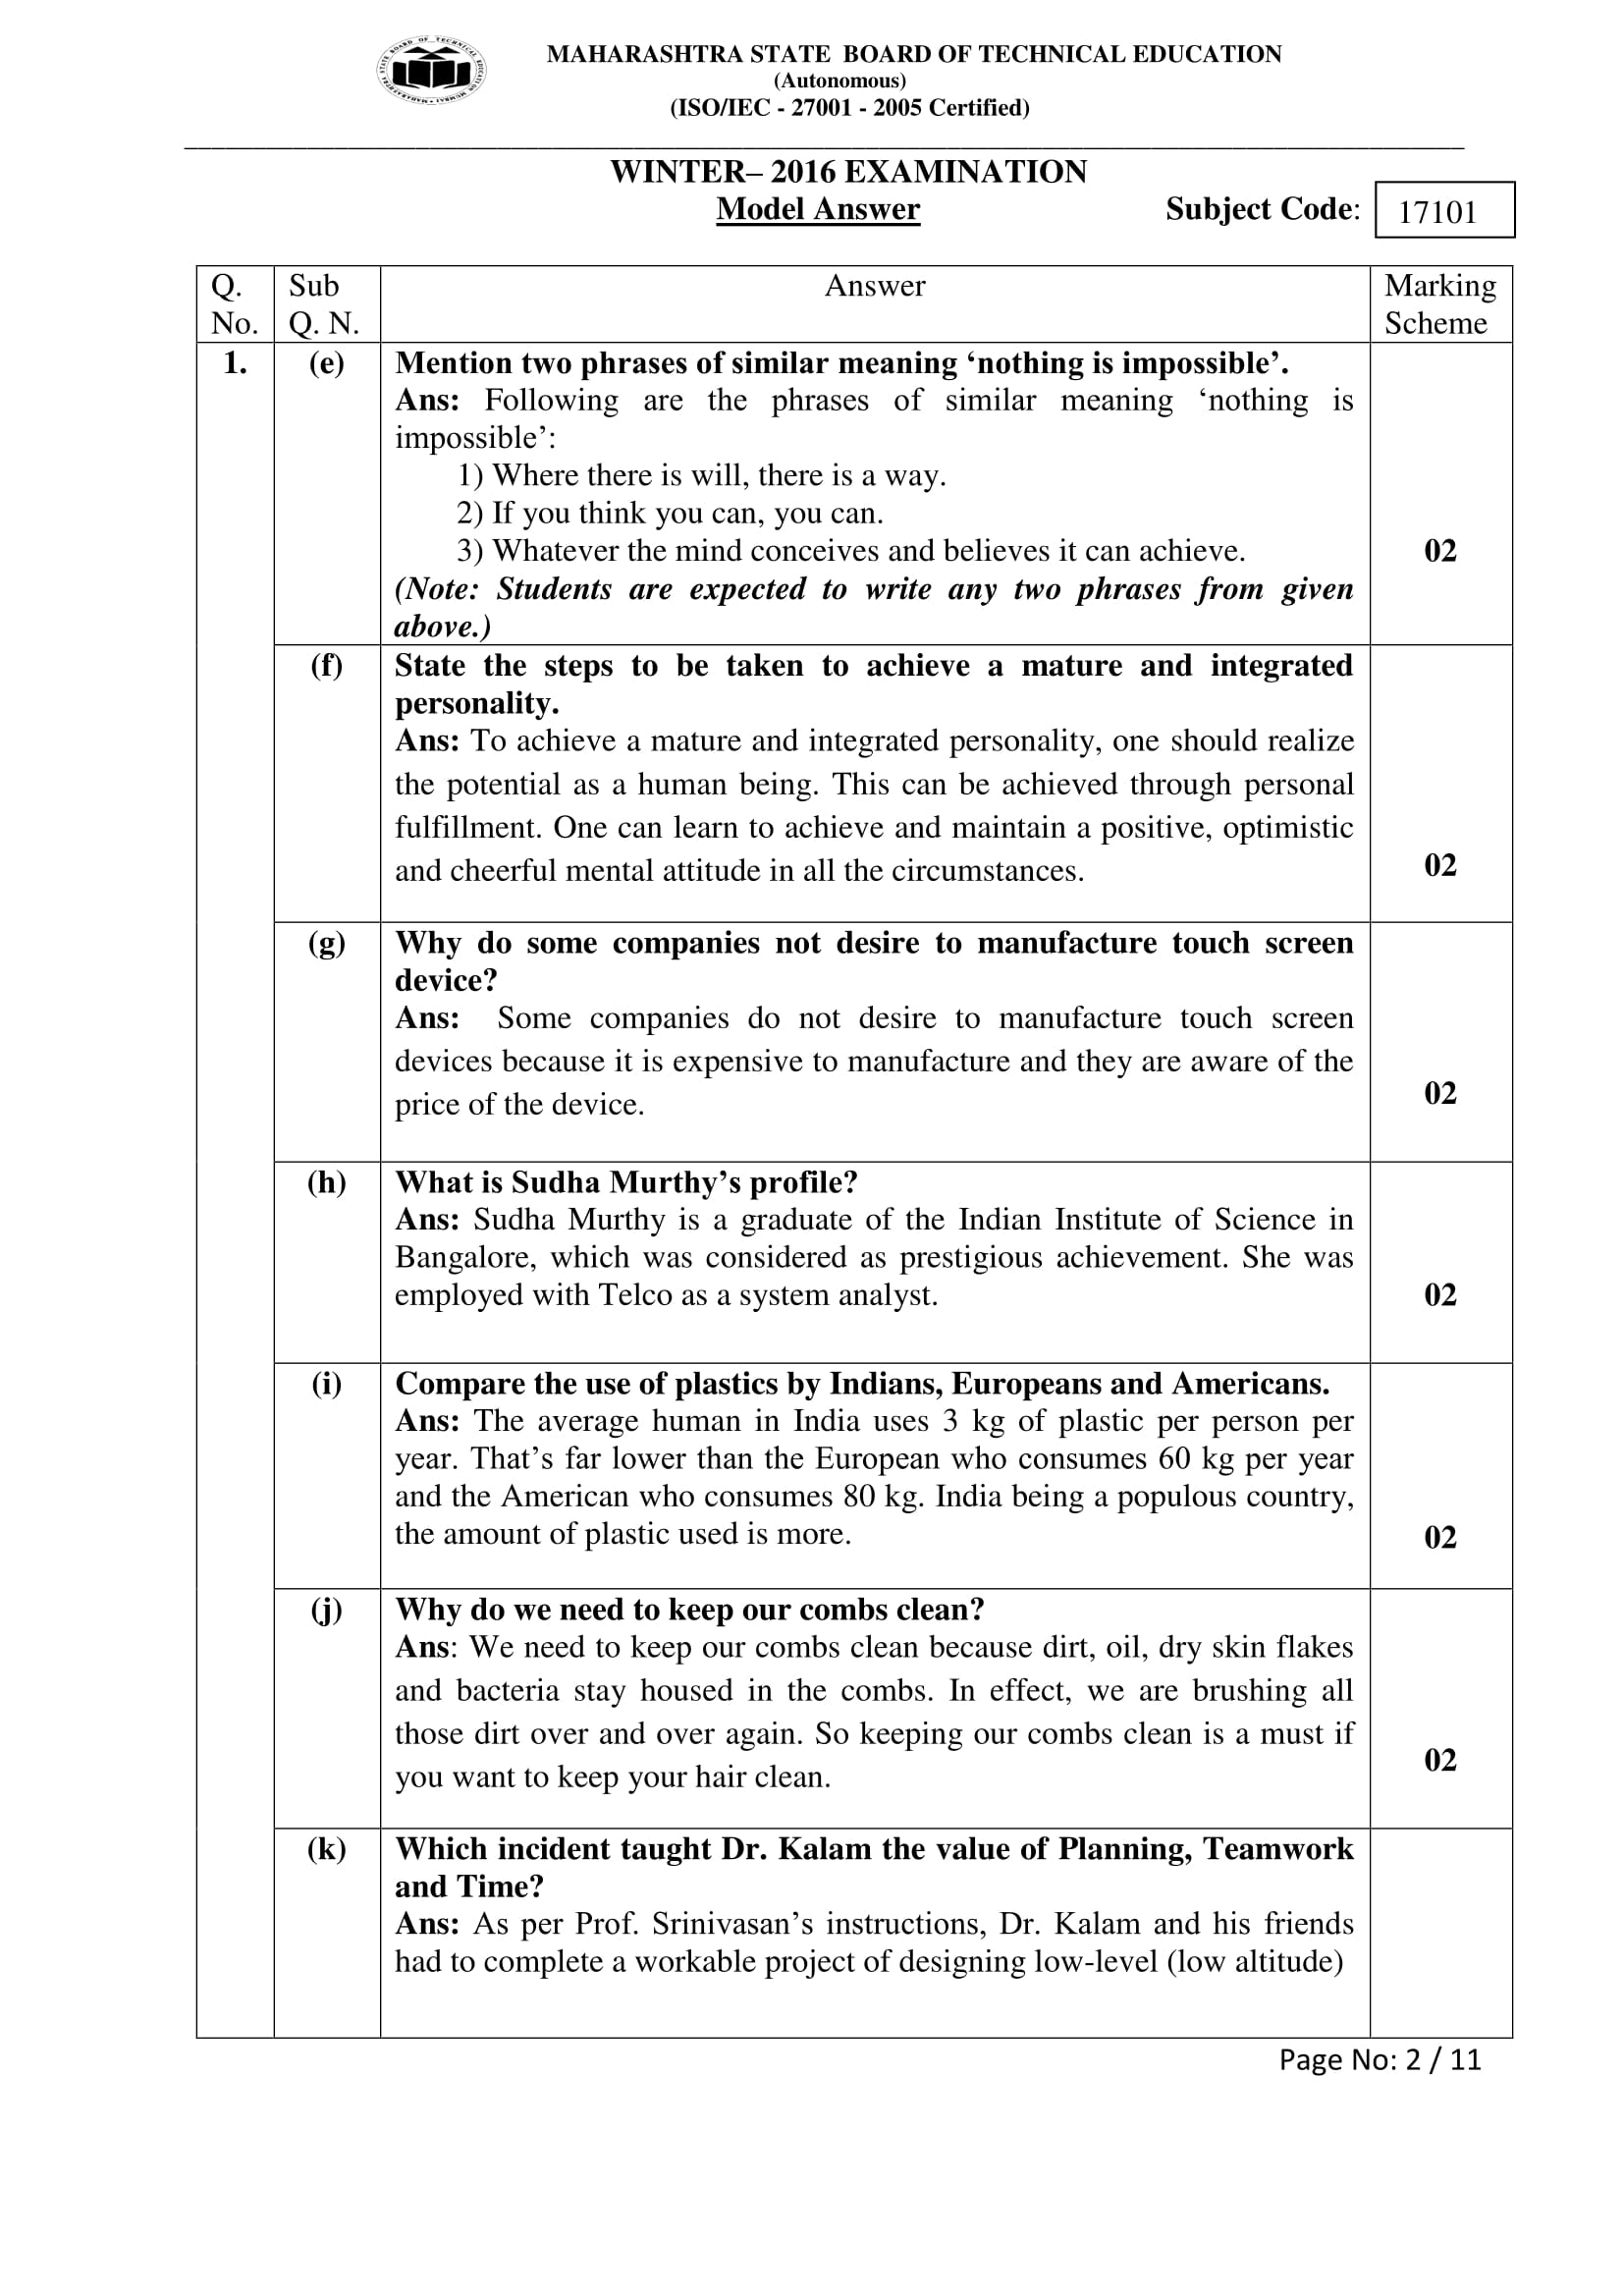 MAHARASHTRA STATE BOARD OF TECHNICAL EDUCATION
(Autonomous)
(ISO/IEC - 27001 - 2005 Certified)
WINTER– 2016 EXAMINATION
Model Answer Subject Code: 17101
Q. No. Sub Q. N. Answer Marking Scheme
1. (e) Mention two phrases of similar meaning ‘nothing is impossible’.
Ans: Following are the phrases of similar meaning ‘nothing is
impossible’:
1) Where there is will, there is a way.
2) If you think you can, you can.
3) Whatever the mind conceives and believes it can achieve. 02
(Note: Students are expected to write any two phrases from given
above.)
(f) State the steps to be taken to achieve a mature and integrated
personality.
Ans: To achieve a mature and integrated personality, one should realize
the potential as a human being. This can be achieved through personal
fulfillment. One can learn to achieve and maintain a positive, optimistic
and cheerful mental attitude in all the circumstances. 02
(g) Why do some companies not desire to manufacture touch screen
device?
Ans: Some companies do not desire to manufacture touch screen
devices because it is expensive to manufacture and they are aware of the
price of the device. 02
(h) What is Sudha Murthy’s profile?
Ans: Sudha Murthy is a graduate of the Indian Institute of Science in
Bangalore, which was considered as prestigious achievement. She was
employed with Telco as a system analyst. 02
(i) Compare the use of plastics by Indians, Europeans and Americans.
Ans: The average human in India uses 3 kg of plastic per person per
year. That’s far lower than the European who consumes 60 kg per year
and the American who consumes 80 kg. India being a populous country,
the amount of plastic used is more. 02
(j) Why do we need to keep our combs clean?
Ans: We need to keep our combs clean because dirt, oil, dry skin flakes
and bacteria stay housed in the combs. In effect, we are brushing all
those dirt over and over again. So keeping our combs clean is a must if
you want to keep your hair clean. 02
(k) Which incident taught Dr. Kalam the value of Planning, Teamwork
and Time?
Ans: As per Prof. Srinivasan’s instructions, Dr. Kalam and his friends
had to complete a workable project of designing low-level (low altitude)
Page No: 2 / 11